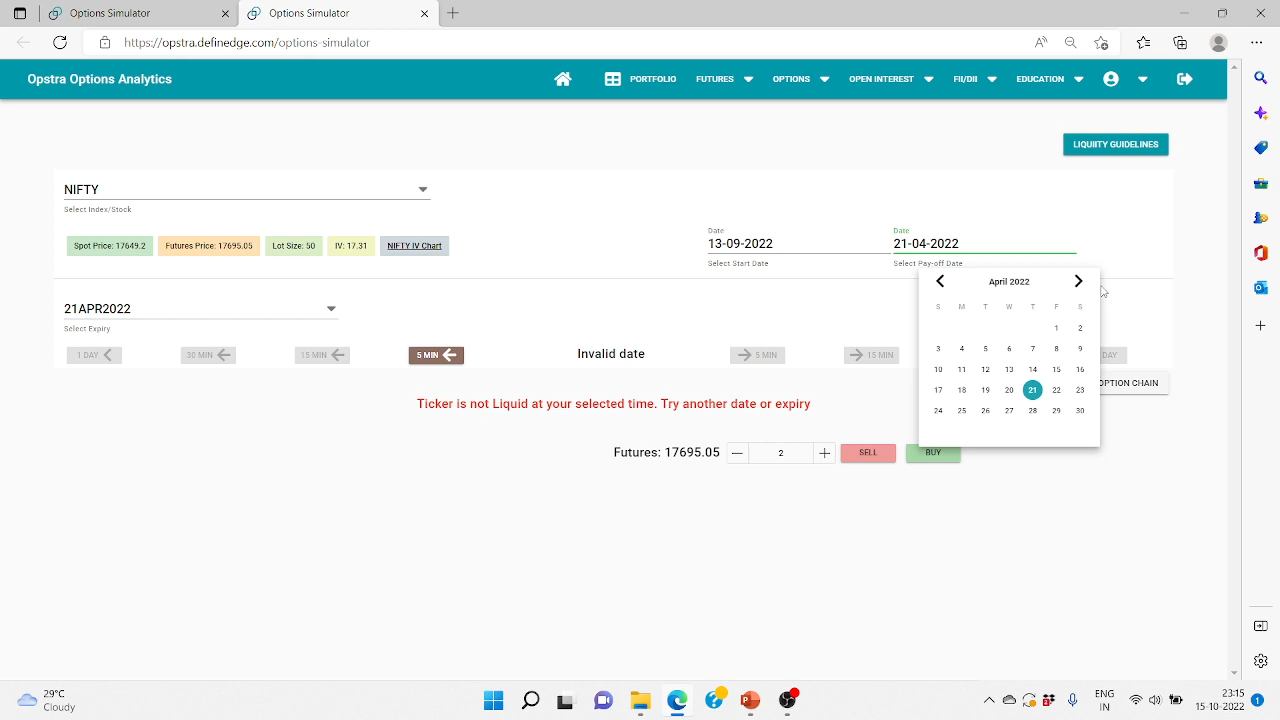 Options Simulator
Options Simulator
https://opstra.definedge.com/options-simulator
Opstra Options Analytics
PORTFOLIO
FUTURES
OPTIONS
OPEN INTEREST
FII/DII
EDUCATION
LIQUIITY GUIDELINES
NIFTY
Select Index/Stock
Spot Price: 17649.2
Futures Price: 17695.05
Lot Size: 50
IV: 17.31
NIFTY IV Chart
Date
13-09-2022
Select Start Date
Date
21-04-2022
Select Pay-off Date
April 2022
S M T W T F S
1 2
3 4 5 6 7 8 9
10 11 12 13 14 15 16
17 18 19 20 21 22 23
24 25 26 27 28 29 30
21APR2022
Select Expiry
1 DAY
30 MIN
15 MIN
5 MIN
Invalid date
5 MIN
15 MIN
DAY
OPTION CHAIN
Ticker is not Liquid at your selected time. Try another date or expiry
Futures: 17695.05
2
SELL
BUY
29°C
Cloudy
ENG
IN
23:15
15-10-2022
1